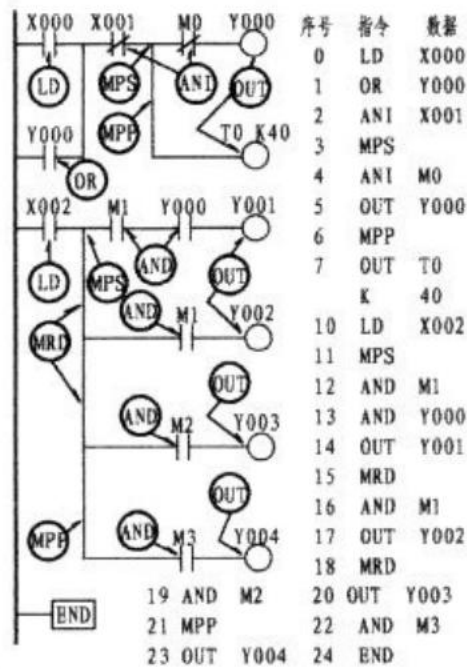 X000 X001 M0 Y000
LD MPS ANI OUT
MPP
Y000 T0 K40
OR
X002 M1 Y000 Y001
LD MPS AND OUT
AND M1 Y002
MRD
OUT
AND M2 Y003
OUT
MPP AND M3 Y004
END
序号 指令 数据
0 LD X000
1 OR Y000
2 ANI X001
3 MPS
4 ANI M0
5 OUT Y000
6 MPP
7 OUT T0
K 40
10 LD X002
11 MPS
12 AND M1
13 AND Y000
14 OUT Y001
15 MRD
16 AND M1
17 OUT Y002
18 MRD
19 AND M2 20 OUT Y003
21 MPP 22 AND M3
23 OUT Y004 24 END